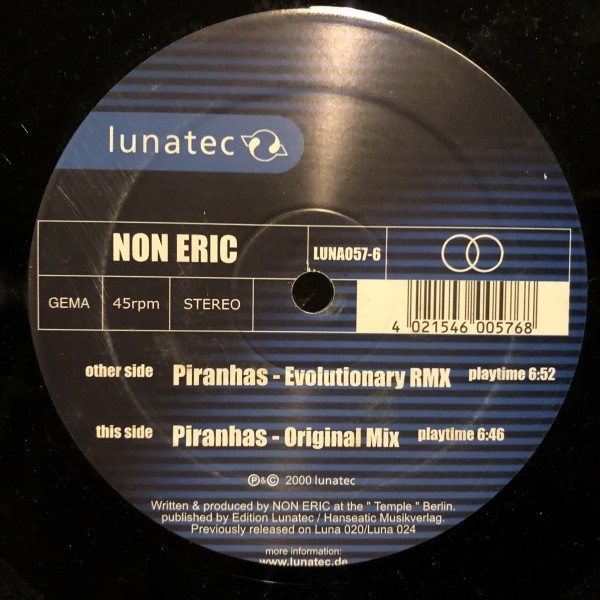 lunatec
NON ERIC
LUNA057-6
GEMA
45rpm
STEREO
4 021546 005768
other side Piranhas - Evolutionary RMX playtime 6:52
this side Piranhas - Original Mix playtime 6:46
℗&© 2000 lunatec
Written & produced by NON ERIC at the " Temple " Berlin.
published by Edition Lunatec / Hanseatic Musikverlag.
Previously released on Luna 020/Luna 024
more information:
www.lunatec.de